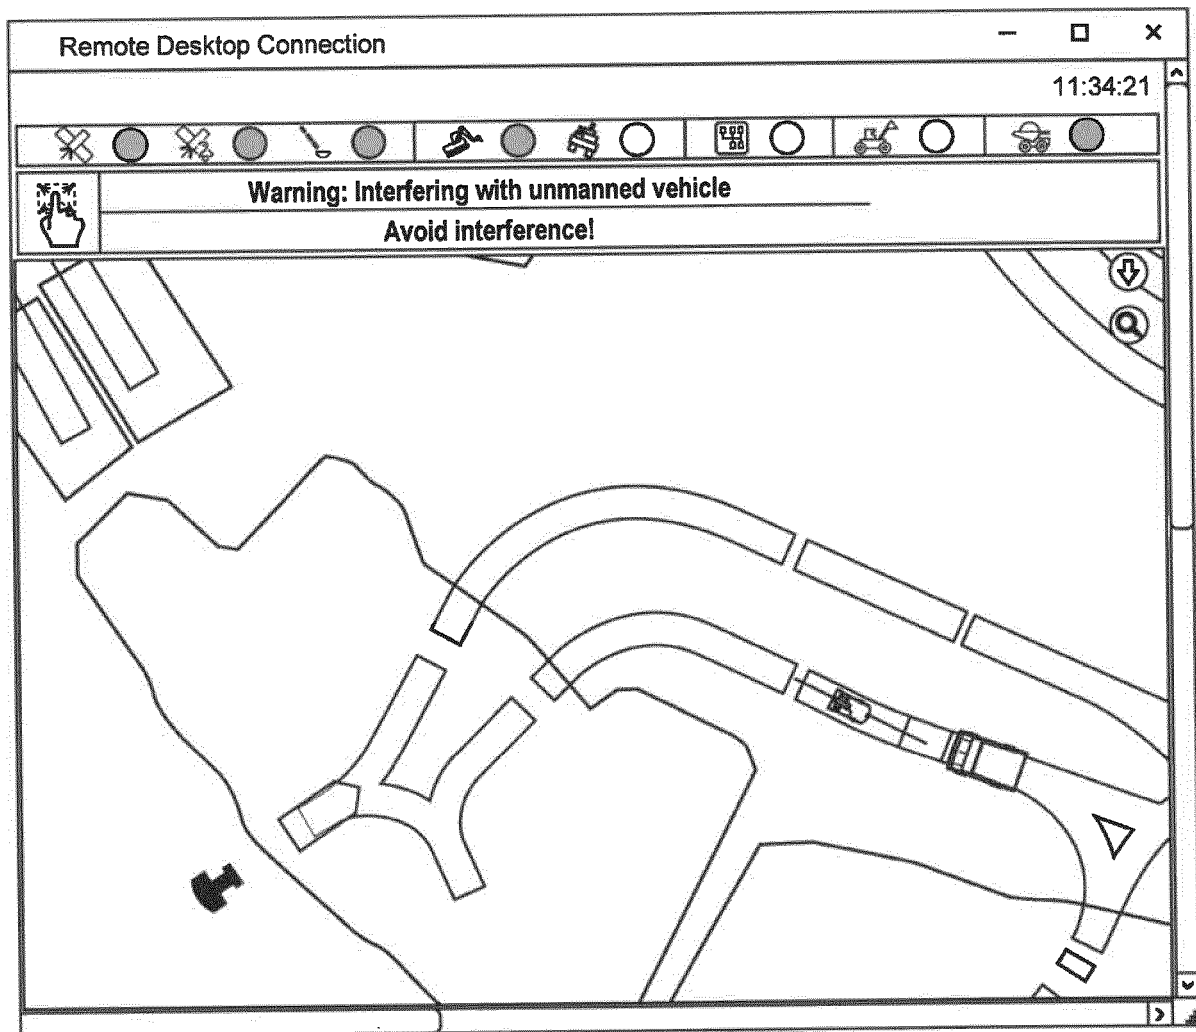 Remote Desktop Connection
11:34:21
Warning: Interfering with unmanned vehicle
Avoid interference!